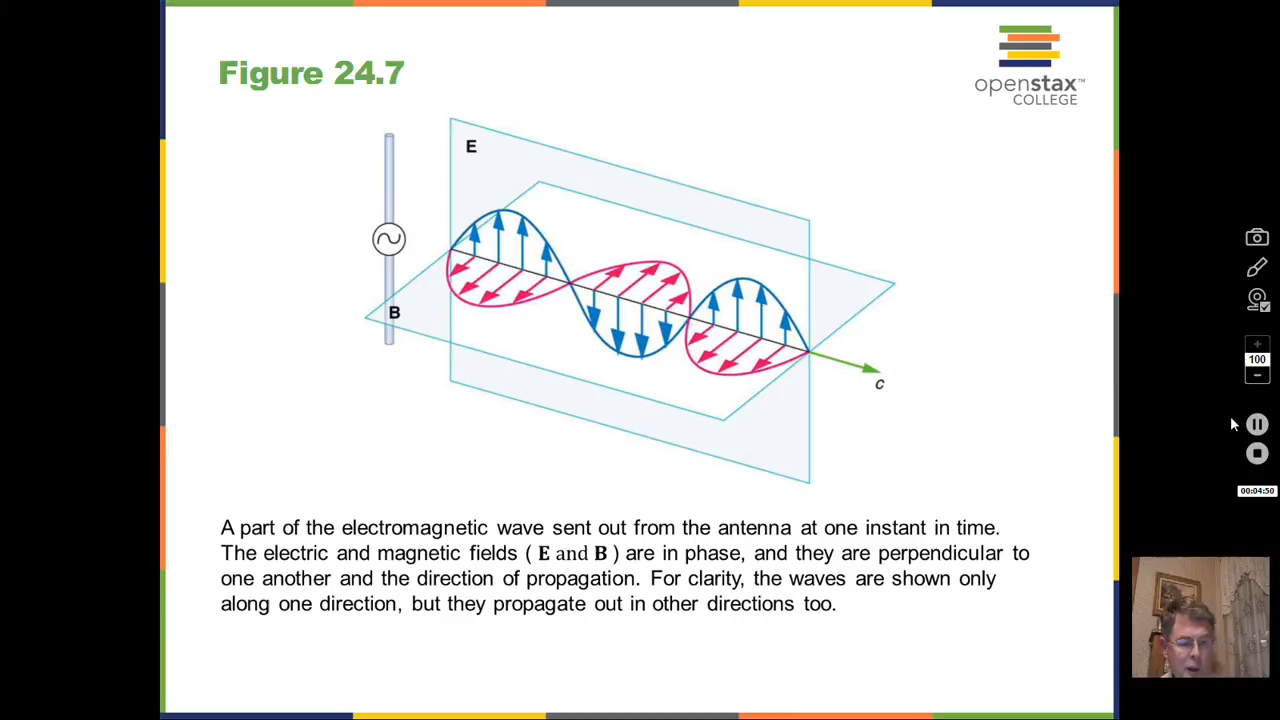 Figure 24.7
openstax™
COLLEGE
E
B
c
A part of the electromagnetic wave sent out from the antenna at one instant in time.
The electric and magnetic fields ( E and B ) are in phase, and they are perpendicular to
one another and the direction of propagation. For clarity, the waves are shown only
along one direction, but they propagate out in other directions too.
+
100
−
00:04:50